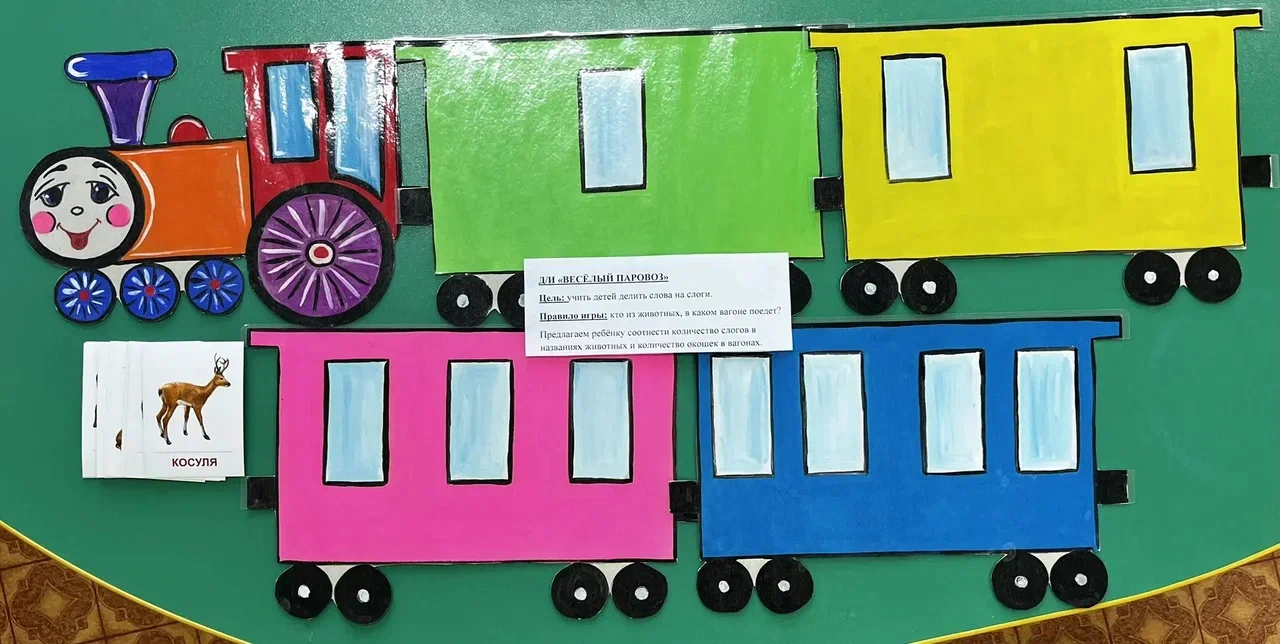 Д/И «ВЕСЁЛЫЙ ПАРОВОЗ»
Цель: учить детей делить слова на слоги.
Правило игры: кто из животных, в каком вагоне поедет?
Предлагаем ребёнку соотнести количество слогов в
названиях животных и количество окошек в вагонах.
КОСУЛЯ